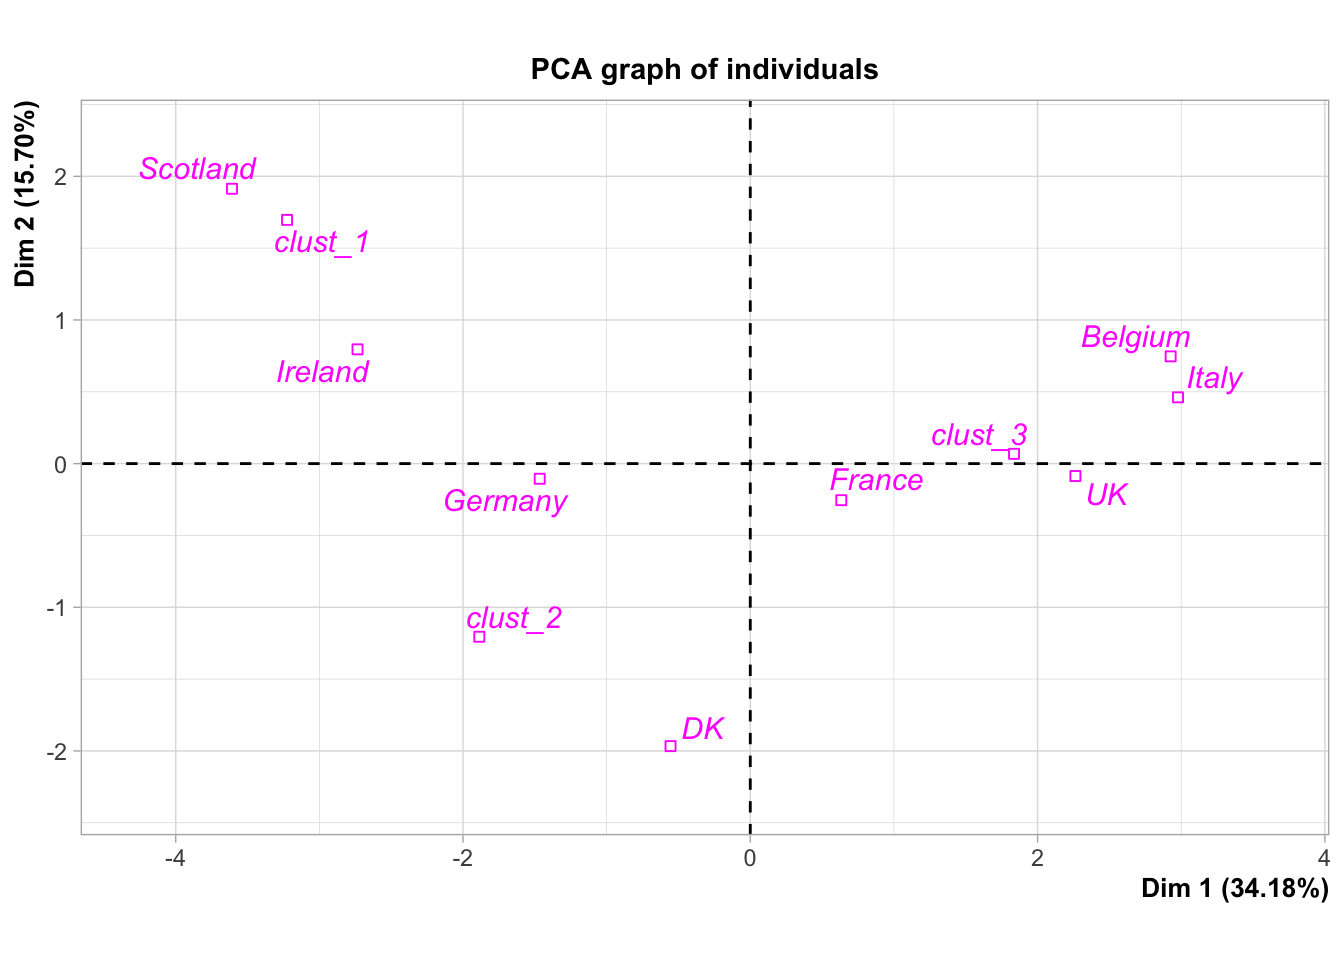 PCA graph of individuals
Dim 2 (15.70%)
2
1
0
-1
-2
Scotland
clust_1
Ireland
Belgium
Italy
clust_3
France
UK
Germany
clust_2
DK
-4
-2
0
2
4
Dim 1 (34.18%)